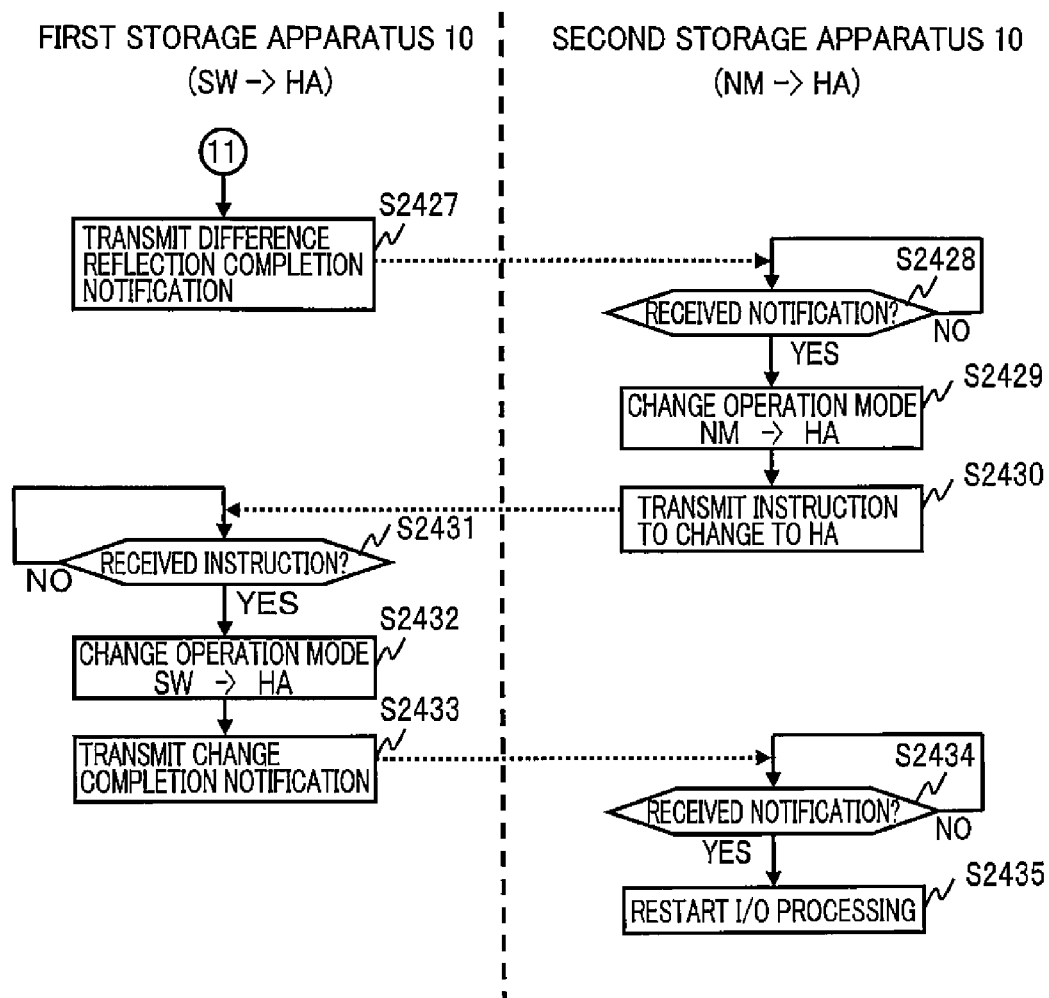 FIRST STORAGE APPARATUS 10
(SW -> HA)
SECOND STORAGE APPARATUS 10
(NM -> HA)
11
S2427
TRANSMIT DIFFERENCE
REFLECTION COMPLETION
NOTIFICATION
S2428
RECEIVED NOTIFICATION?
NO
YES
S2429
CHANGE OPERATION MODE
NM -> HA
S2430
TRANSMIT INSTRUCTION
TO CHANGE TO HA
S2431
RECEIVED INSTRUCTION?
NO
YES
S2432
CHANGE OPERATION MODE
SW -> HA
S2433
TRANSMIT CHANGE
COMPLETION NOTIFICATION
S2434
RECEIVED NOTIFICATION?
NO
YES
S2435
RESTART I/O PROCESSING